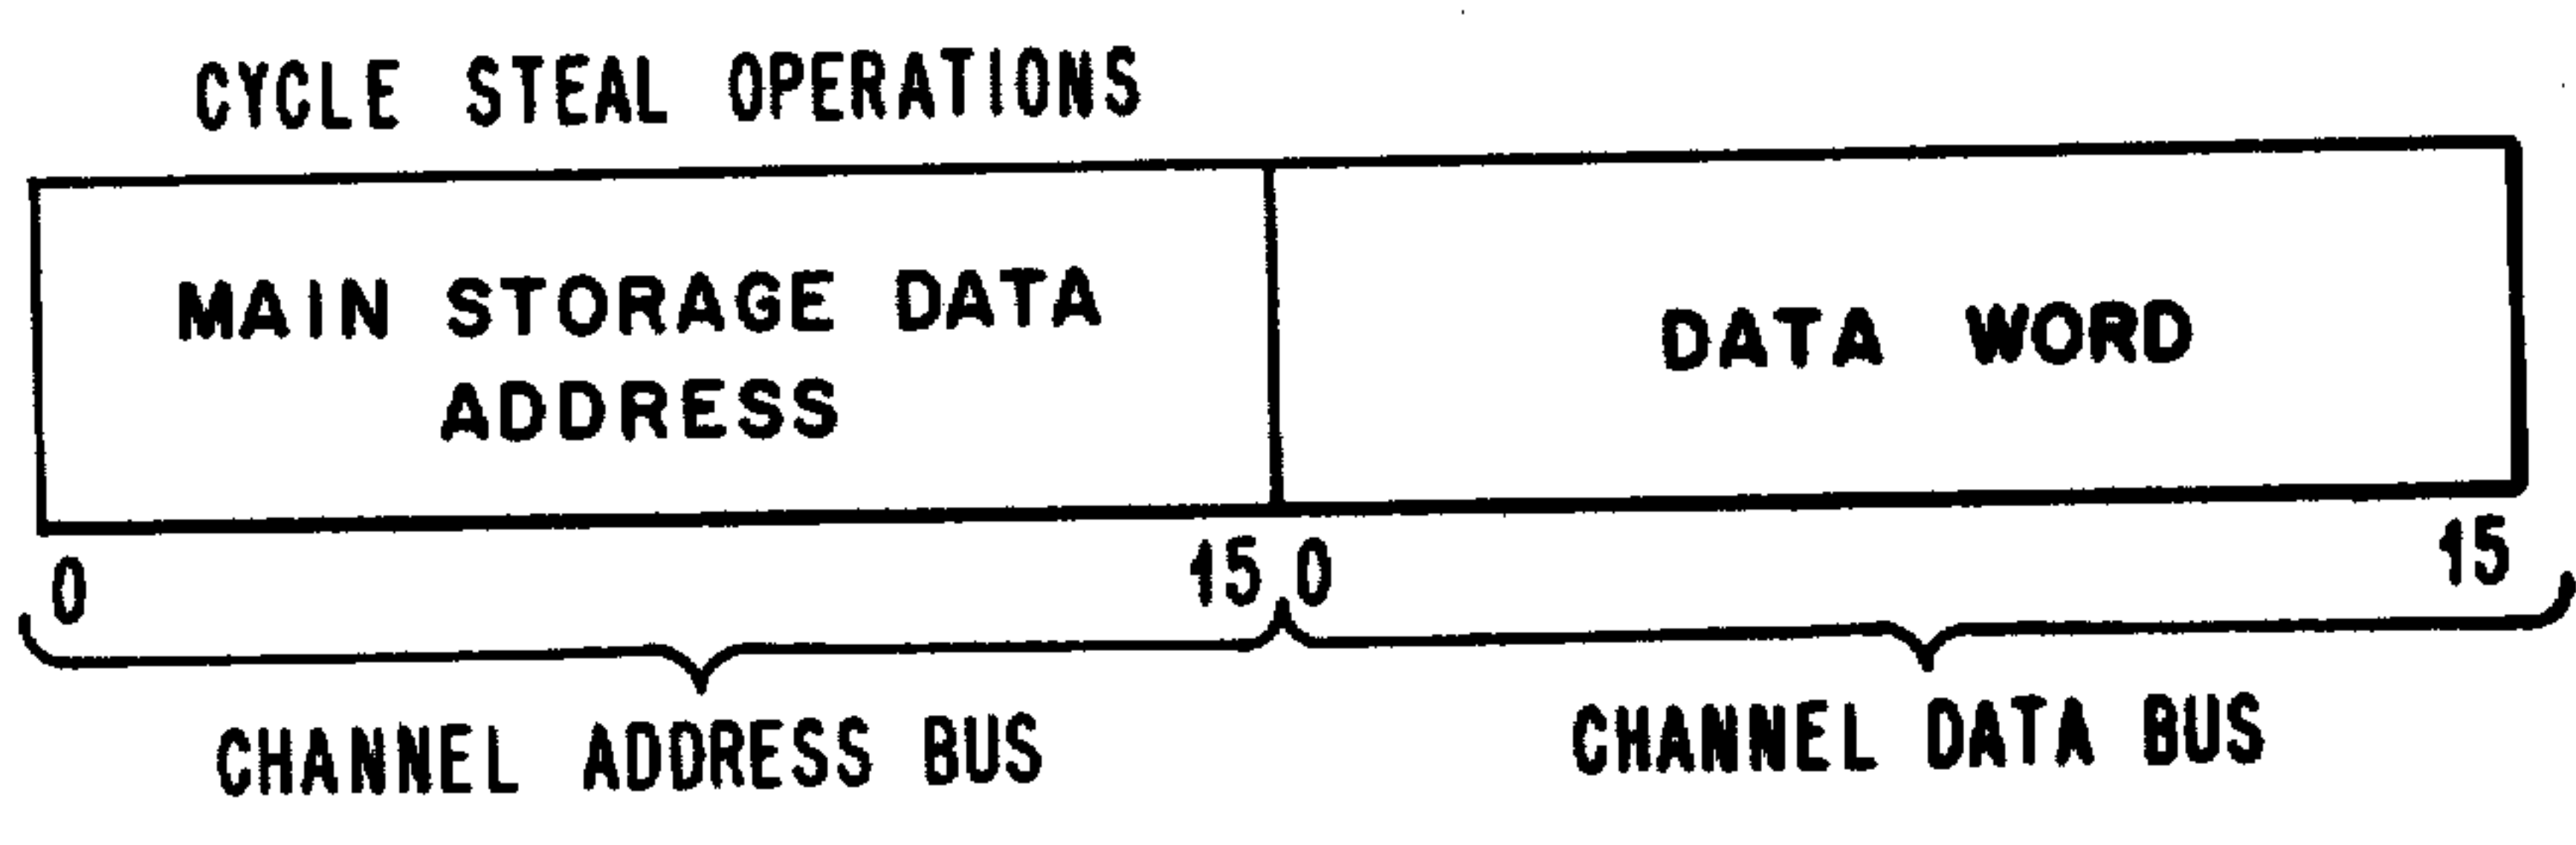 CYCLE STEAL OPERATIONS
MAIN STORAGE DATA
ADDRESS
DATA WORD
0 15 0 15
CHANNEL ADDRESS BUS
CHANNEL DATA BUS